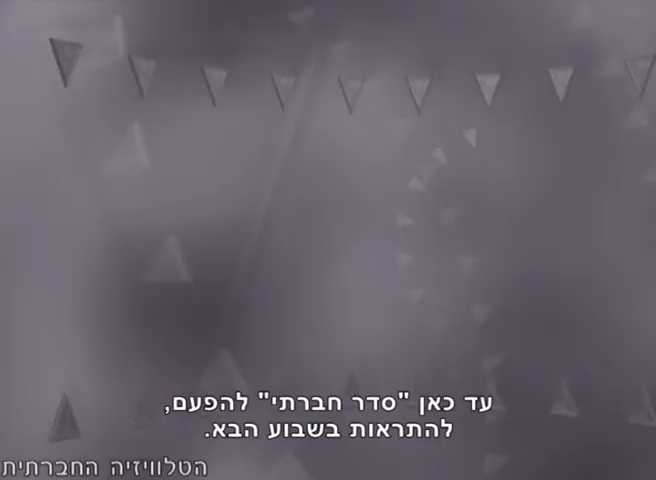 עד כאן "סדר חברתי" להפעם,
להתראות בשבוע הבא.
הטלוויזיה החברתית